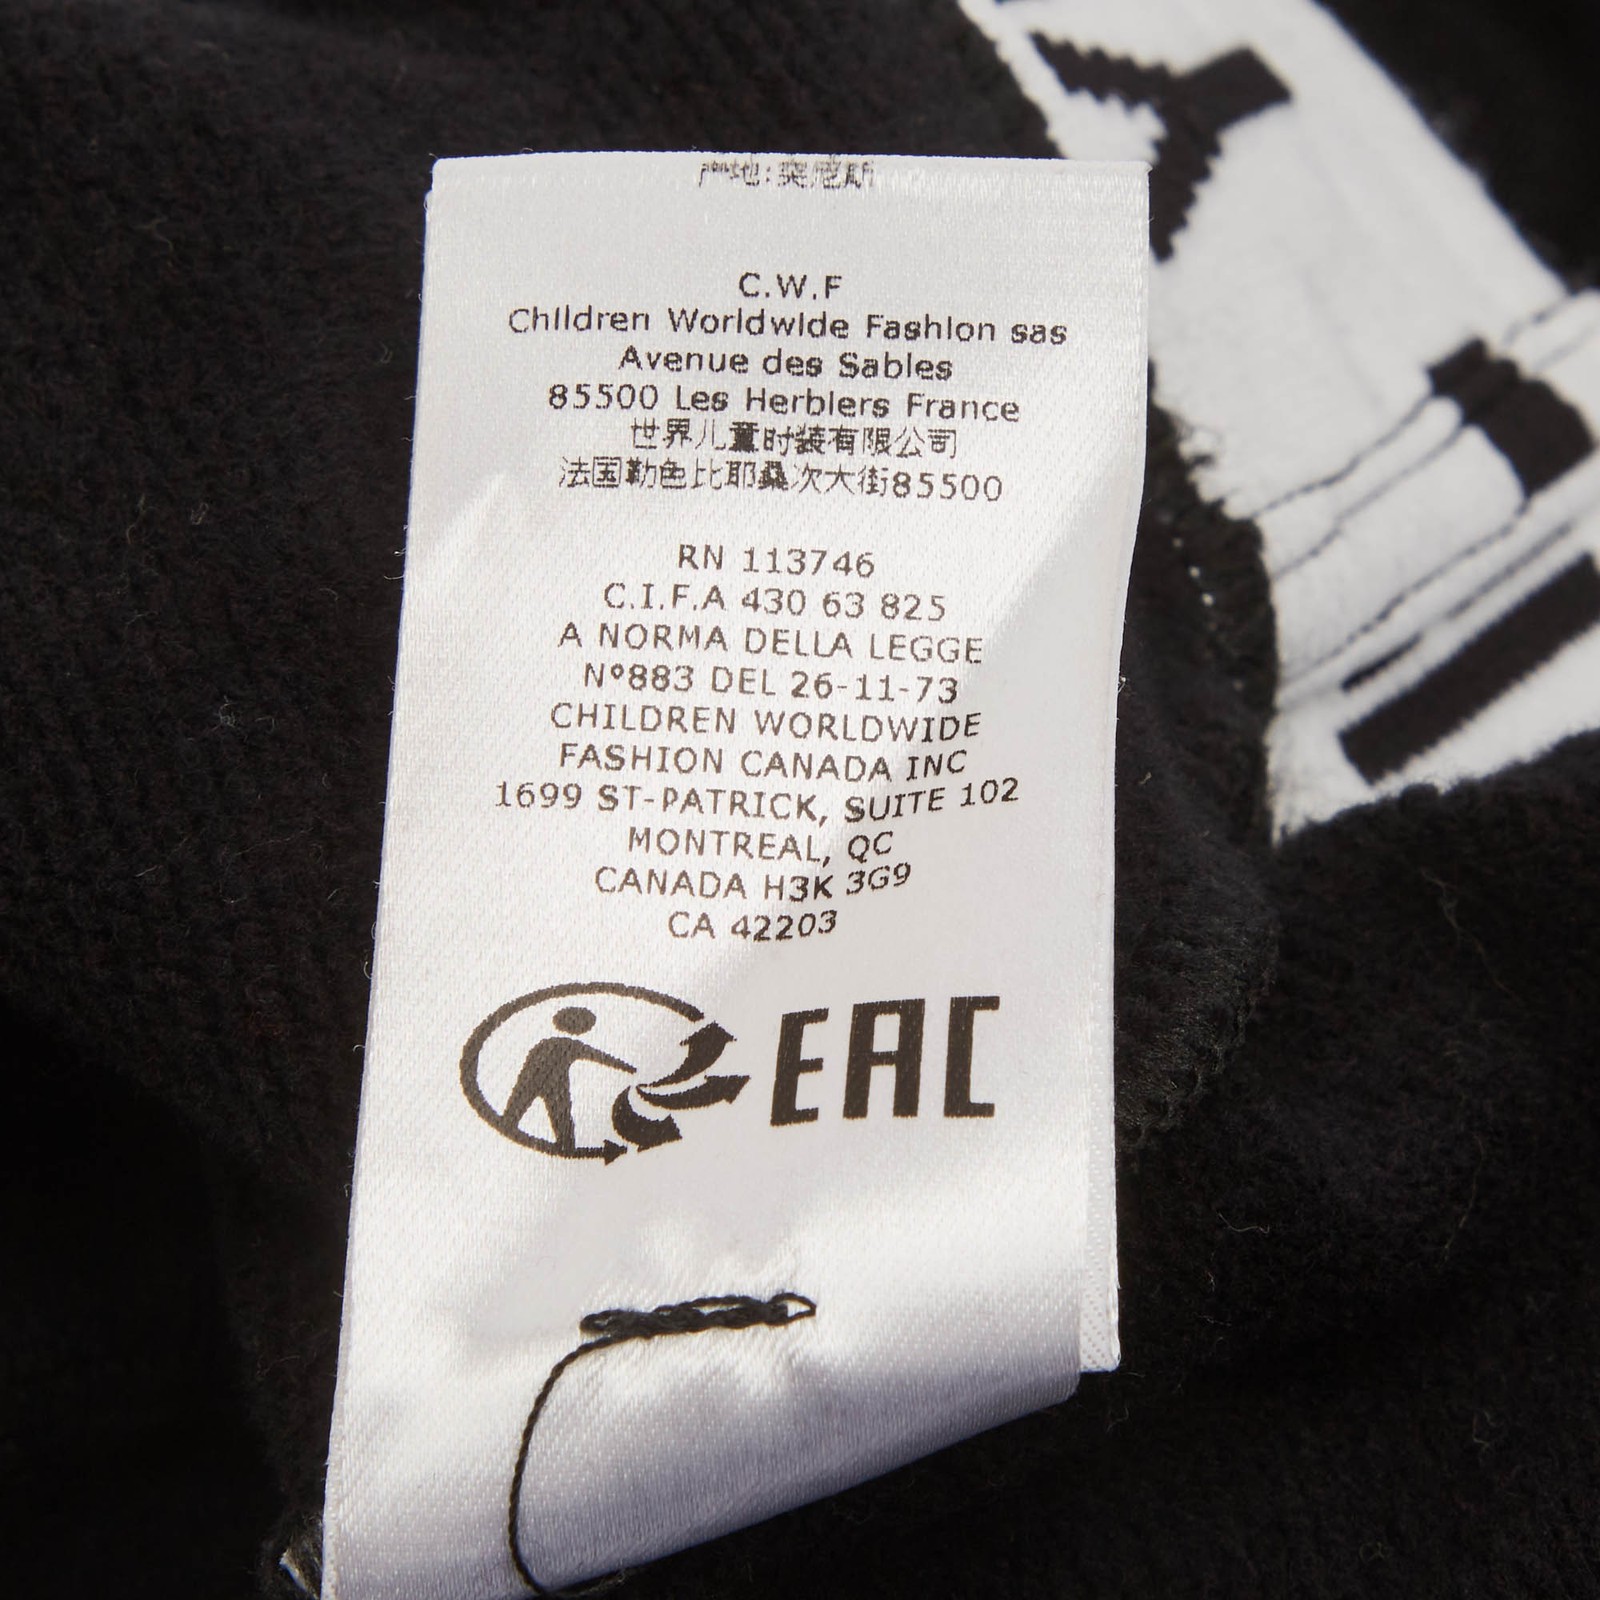 产地:突尼斯
C.W.F
Children Worldwide Fashion sas
Avenue des Sables
85500 Les Herbiers France
世界儿童时装有限公司
法国勒色比耶桑次大街85500
RN 113746
C.I.F.A 430 63 825
A NORMA DELLA LEGGE
Nº883 DEL 26-11-73
CHILDREN WORLDWIDE
FASHION CANADA INC
1699 ST-PATRICK, SUITE 102
MONTREAL, QC
CANADA H3K 3G9
CA 42203
EAC